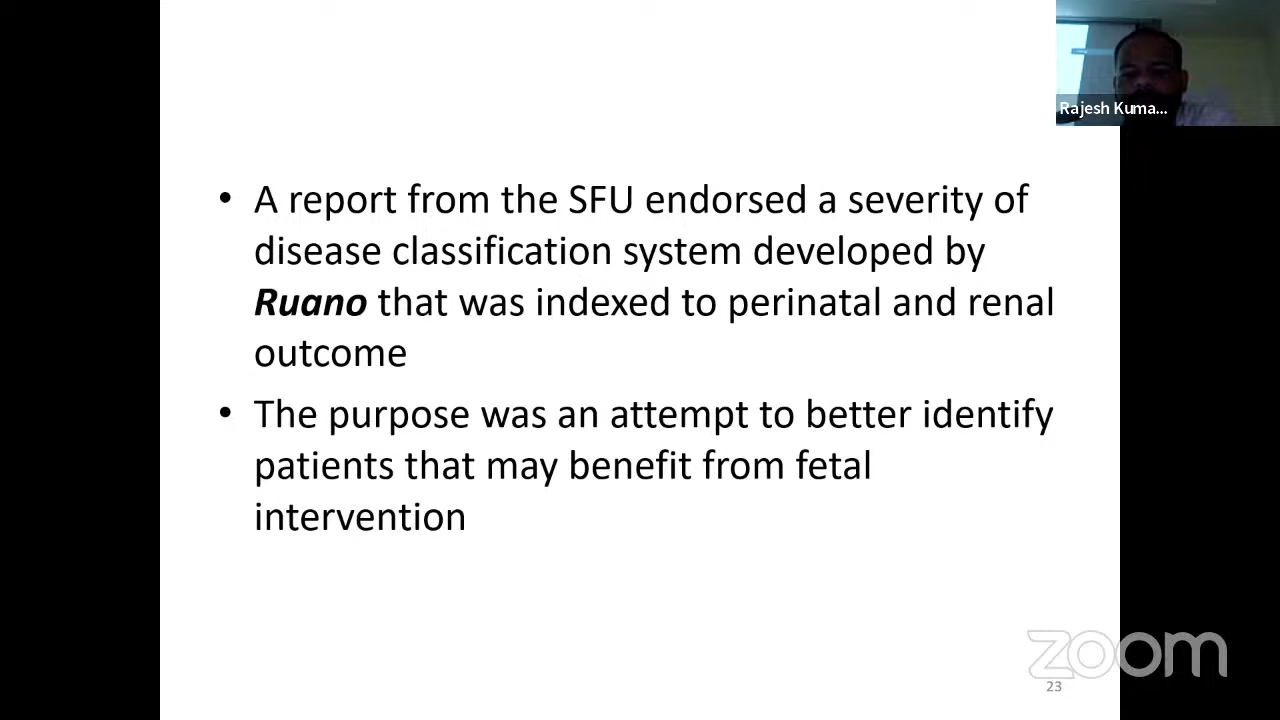 Rajesh Kuma...
• A report from the SFU endorsed a severity of
disease classification system developed by
Ruano that was indexed to perinatal and renal
outcome
• The purpose was an attempt to better identify
patients that may benefit from fetal
intervention
zoom
23